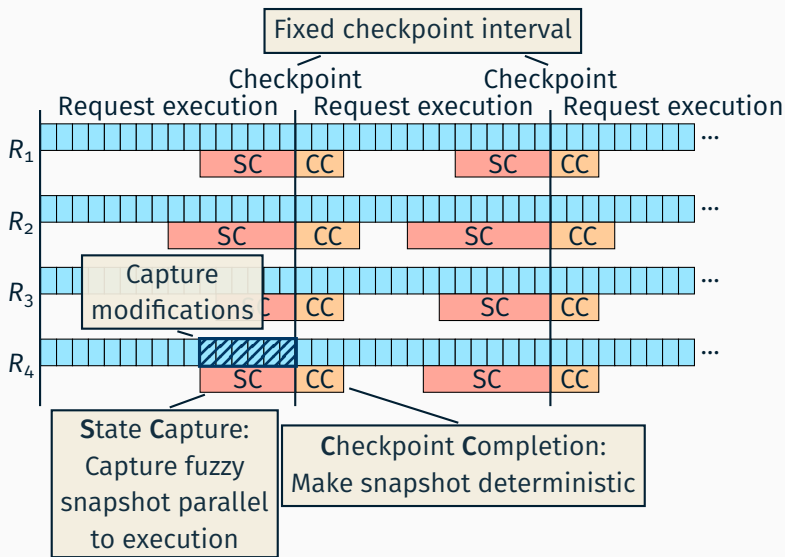 Fixed checkpoint interval
Checkpoint Checkpoint
Request execution Request execution Request execution
R1 ...
SC CC SC CC
R2 ...
SC CC SC CC
R3 ...
CC SC CC
Capture
modifications
R4 ...
SC CC SC CC
State Capture:
Capture fuzzy
snapshot parallel
to execution
Checkpoint Completion:
Make snapshot deterministic